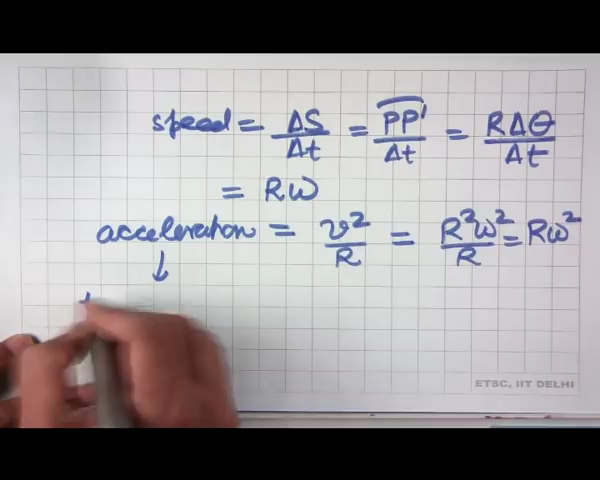 speed = ΔS/Δt = PP'/Δt = RΔθ/Δt
= Rω
acceleration = v²/R = R²ω²/R = Rω²
↓
ETSC, IIT DELHI